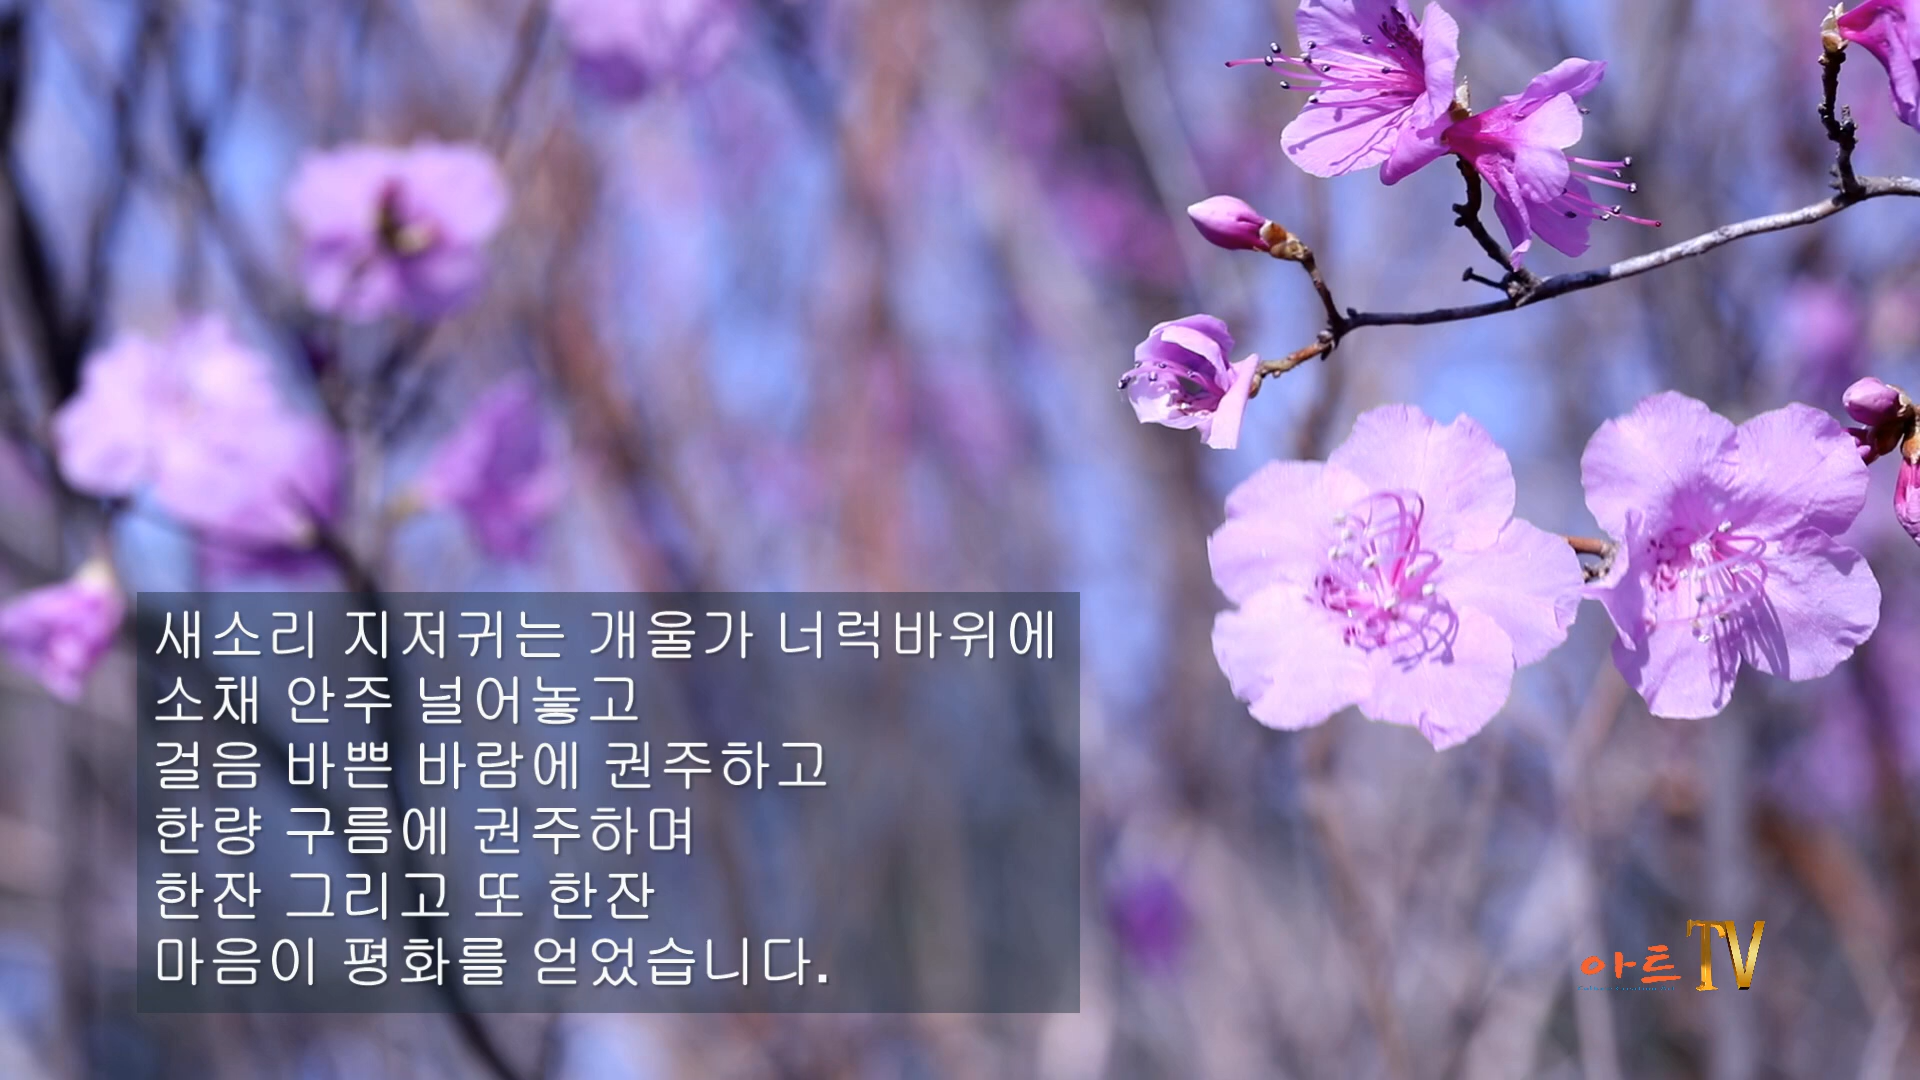 새소리 지저귀는 개울가 너럭바위에
소채 안주 널어놓고
걸음 바쁜 바람에 권주하고
한량 구름에 권주하며
한잔 그리고 또 한잔
마음이 평화를 얻었습니다.
아트TV